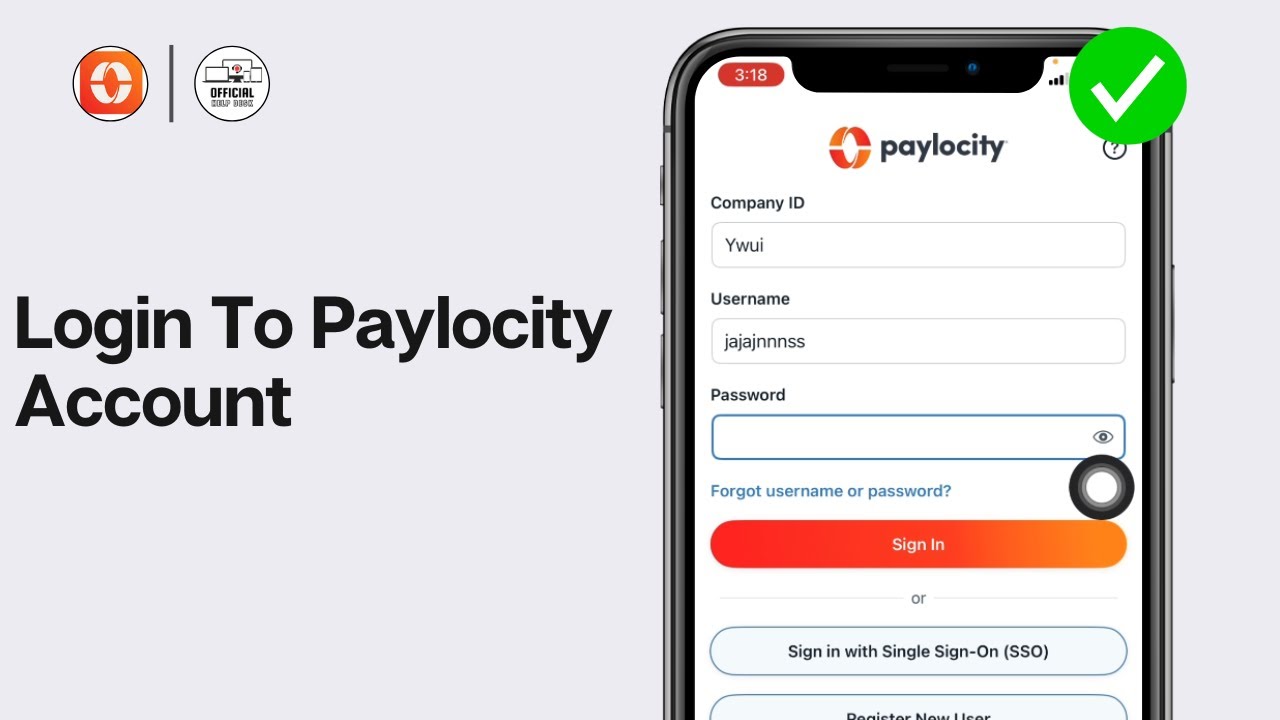 OFFICIAL
HELP DESK
Login To Paylocity
Account
3:18
paylocity
?
Company ID
Ywui
Username
jajajnnnss
Password
Forgot username or password?
Sign In
or
Sign in with Single Sign-On (SSO)
Register New User